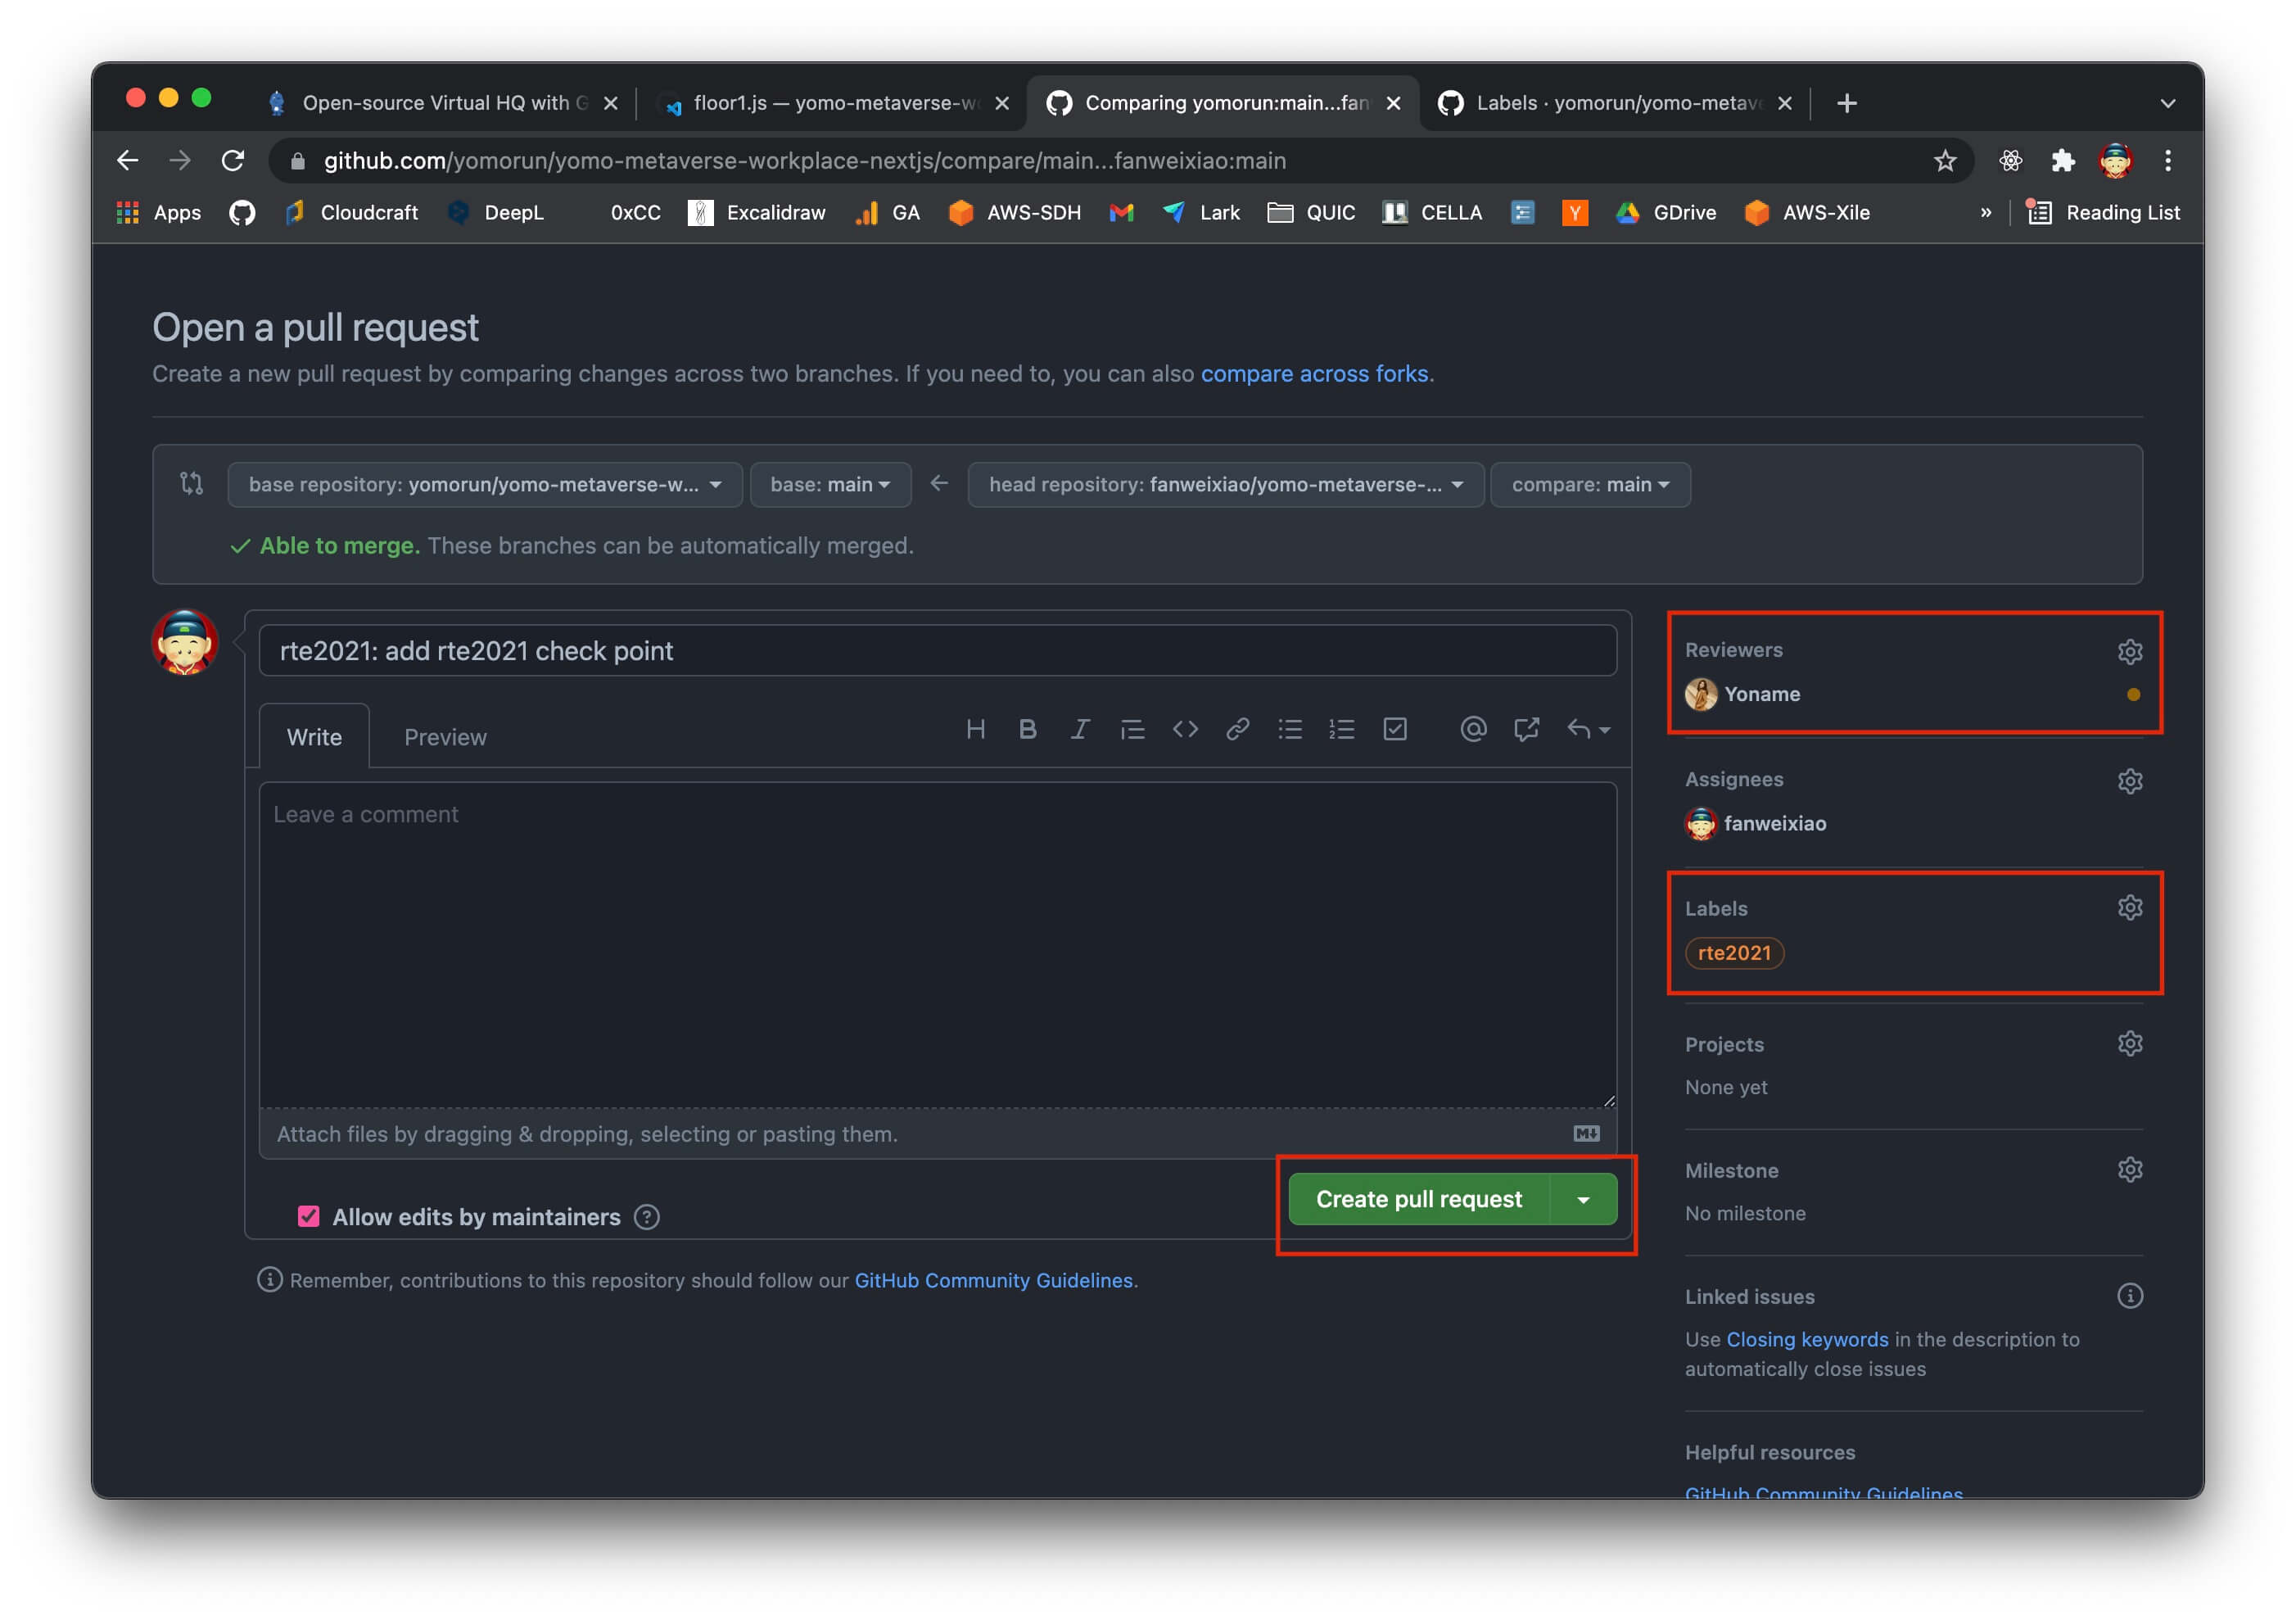 Open-source Virtual HQ with G
floor1.js — yomo-metaverse-wo
Comparing yomorun:main...fan
Labels · yomorun/yomo-metave
github.com/yomorun/yomo-metaverse-workplace-nextjs/compare/main...fanweixiao:main
Apps Cloudcraft DeepL 0xCC Excalidraw GA AWS-SDH Lark QUIC CELLA Y GDrive AWS-Xile » Reading List
Open a pull request
Create a new pull request by comparing changes across two branches. If you need to, you can also compare across forks.
base repository: yomorun/yomo-metaverse-w... base: main ← head repository: fanweixiao/yomo-metaverse-... compare: main
Able to merge. These branches can be automatically merged.
rte2021: add rte2021 check point
Write Preview
Leave a comment
Attach files by dragging & dropping, selecting or pasting them.
Allow edits by maintainers
Create pull request
Remember, contributions to this repository should follow our GitHub Community Guidelines.
Reviewers
Yoname
Assignees
fanweixiao
Labels
rte2021
Projects
None yet
Milestone
No milestone
Linked issues
Use Closing keywords in the description to
automatically close issues
Helpful resources
GitHub Community Guidelines